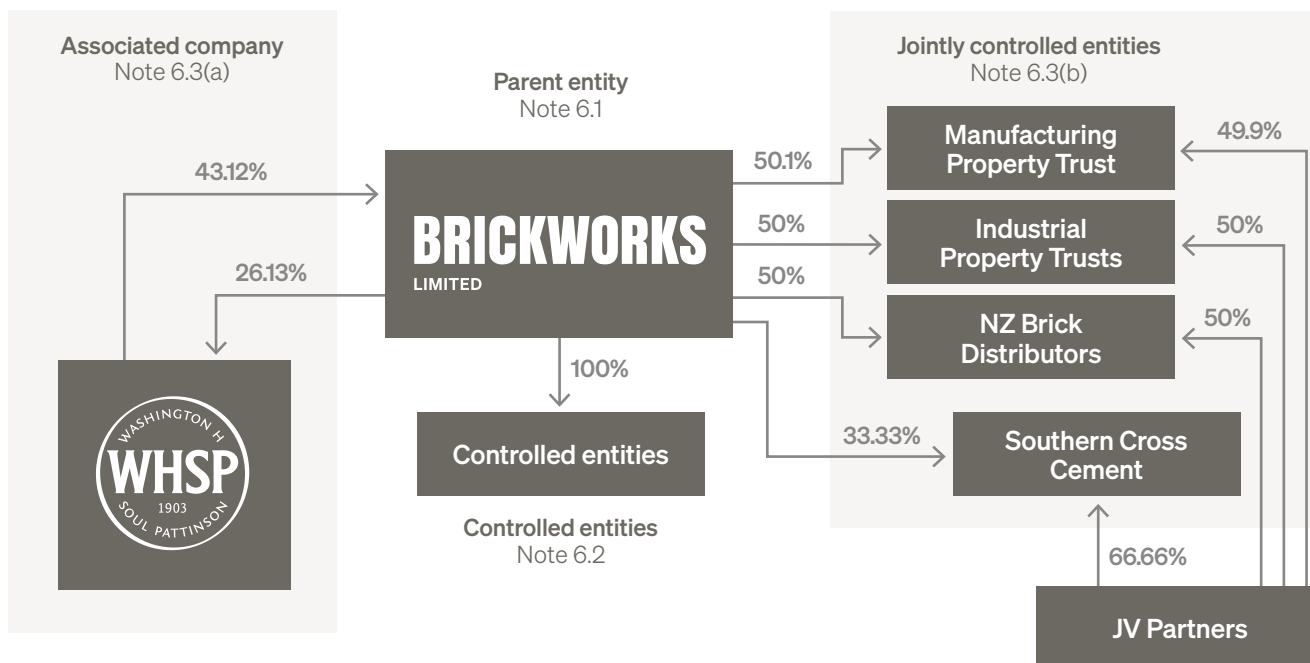 Associated company
Note 6.3(a)
43.12%
26.13%
WASHINGTON H
WHSP
1903
SOUL PATTINSON
Parent entity
Note 6.1
BRICKWORKS
LIMITED
100%
Controlled entities
Controlled entities
Note 6.2
Jointly controlled entities
Note 6.3(b)
50.1%
Manufacturing
Property Trust
49.9%
50%
Industrial
Property Trusts
50%
50%
NZ Brick
Distributors
50%
33.33%
Southern Cross
Cement
66.66%
JV Partners